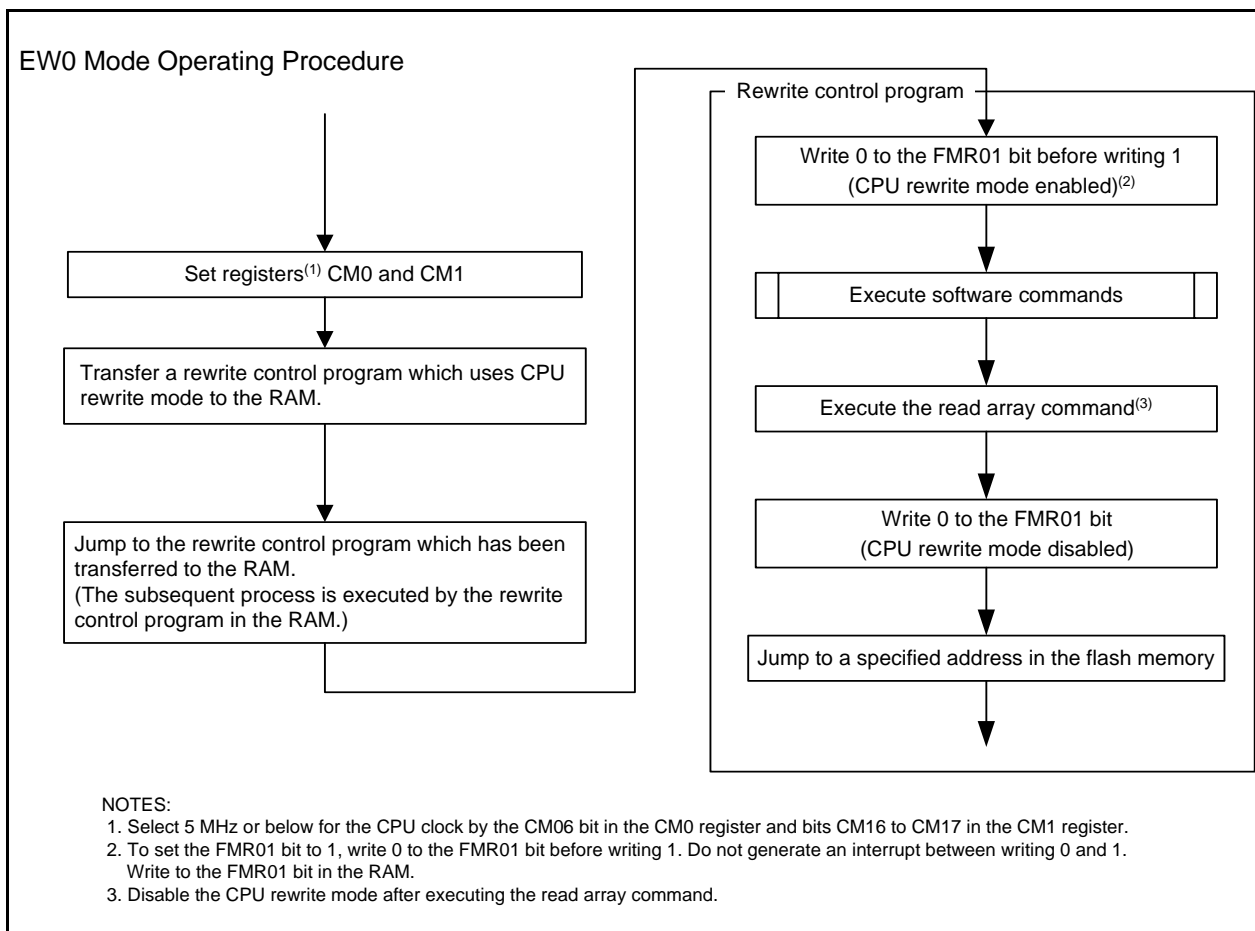 EW0 Mode Operating Procedure
Set registers(1) CM0 and CM1
Transfer a rewrite control program which uses CPU
rewrite mode to the RAM.
Jump to the rewrite control program which has been
transferred to the RAM.
(The subsequent process is executed by the rewrite
control program in the RAM.)
Rewrite control program
Write 0 to the FMR01 bit before writing 1
(CPU rewrite mode enabled)(2)
Execute software commands
Execute the read array command(3)
Write 0 to the FMR01 bit
(CPU rewrite mode disabled)
Jump to a specified address in the flash memory
NOTES:
1. Select 5 MHz or below for the CPU clock by the CM06 bit in the CM0 register and bits CM16 to CM17 in the CM1 register.
2. To set the FMR01 bit to 1, write 0 to the FMR01 bit before writing 1. Do not generate an interrupt between writing 0 and 1.
Write to the FMR01 bit in the RAM.
3. Disable the CPU rewrite mode after executing the read array command.